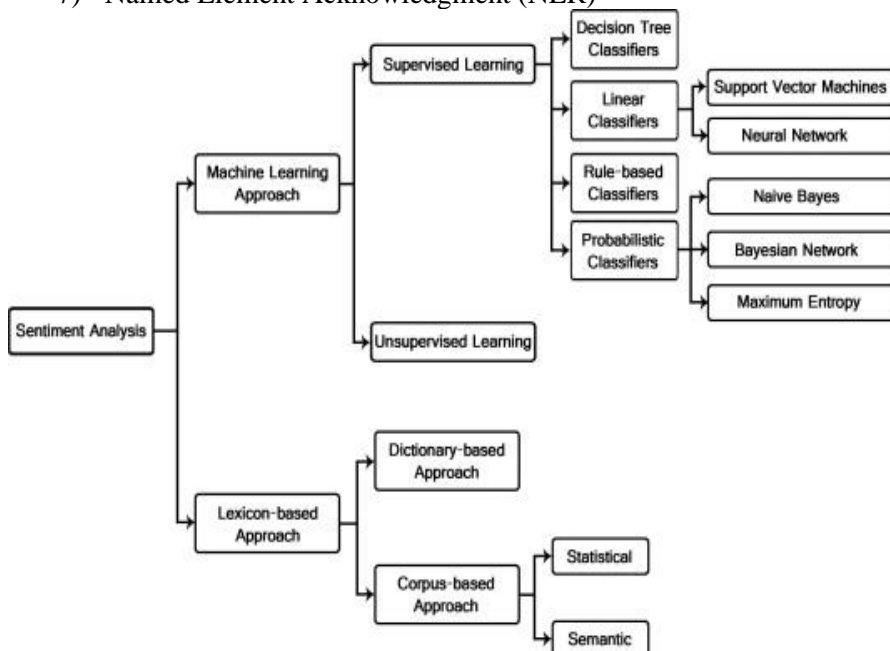 7) Named Element Acknowledgment (NER)
Decision Tree
Classifiers
Supervised Learning
Linear
Classifiers
Support Vector Machines
Neural Network
Machine Learning
Approach
Rule-based
Classifiers
Naive Bayes
Probabilistic
Classifiers
Bayesian Network
Maximum Entropy
Sentiment Analysis
Unsupervised Learning
Dictionary-based
Approach
Lexicon-based
Approach
Statistical
Corpus-based
Approach
Semantic